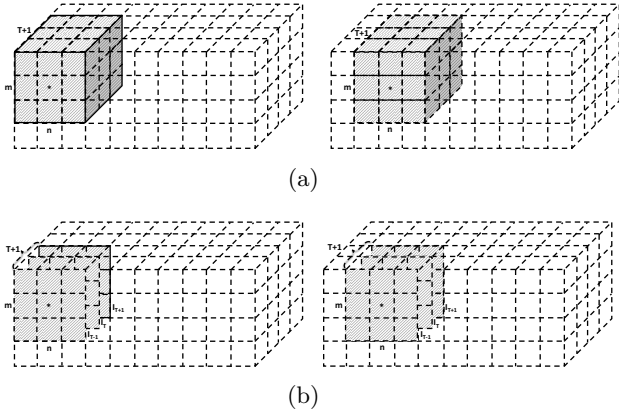 T+1
m
*
n
T+1
m
*
n
(a)
T+1
m
*
I_{T+1}
I_T
I_{T-1}
n
T+1
m
*
I_{T+1}
I_T
I_{T-1}
n
(b)